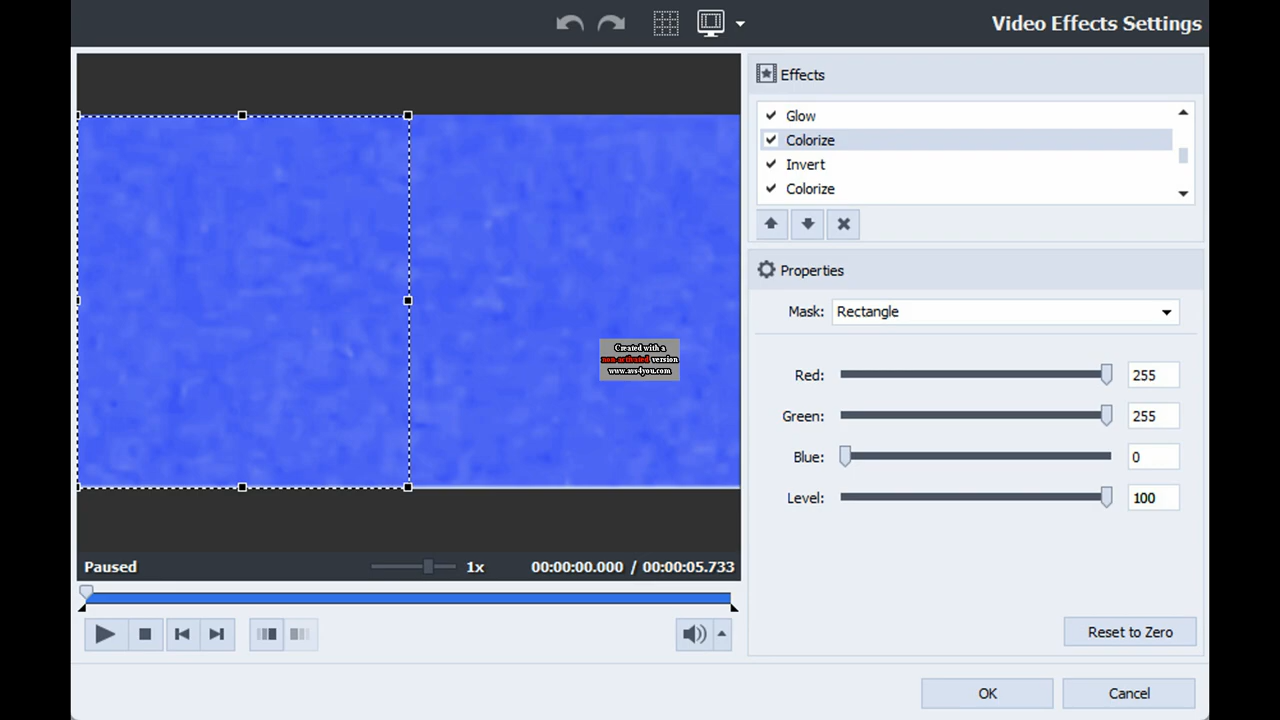 Video Effects Settings
Effects
Glow
Colorize
Invert
Colorize
Properties
Mask: Rectangle
Red: 255
Green: 255
Blue: 0
Level: 100
Created with a
non-activated version
www.avs4you.com
Paused 1x 00:00:00.000 / 00:00:05.733
Reset to Zero
OK Cancel